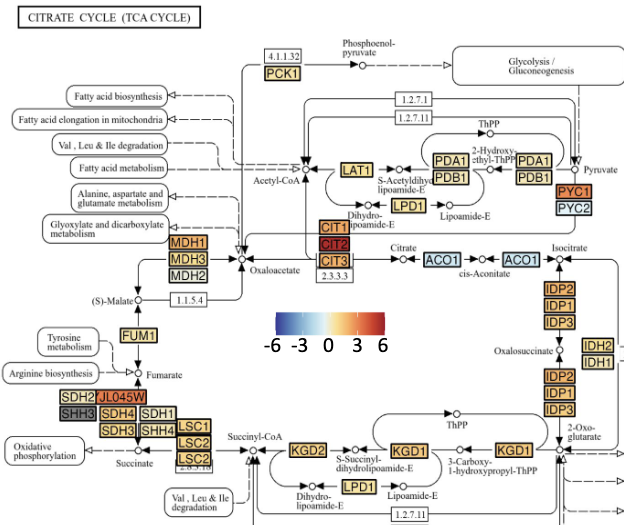 CITRATE CYCLE (TCA CYCLE)
Phosphoenol-
pyruvate
4.1.1.32
PCK1
Glycolysis /
Gluconeogenesis
Fatty acid biosynthesis
Fatty acid elongation in mitochondria
Val , Leu & Ile degradation
Fatty acid metabolism
Alanine, aspartate and
glutamate metabolism
Glyoxylate and dicarboxylate
metabolism
1.2.7.1
1.2.7.11
ThPP
2-Hydroxy-
ethyl-ThPP
PDA1
PDB1
PDA1
PDB1
LAT1
Acetyl-CoA
S-Acetyldihy
lipoamide-E
Pyruvate
Dihydro-
lipoamide-E
LPD1
Lipoamide-E
PYC1
PYC2
CIT1
CIT2
CIT3
2.3.3.3
MDH1
MDH3
MDH2
Oxaloacetate
Citrate
ACO1
cis-Aconitate
ACO1
Isocitrate
(S)-Malate
1.1.5.4
IDP2
IDP1
IDP3
-6 -3 0 3 6
FUM1
Tyrosine
metabolism
Arginine biosynthesis
Fumarate
Oxalosuccinate
IDH2
IDH1
IDP2
IDP1
IDP3
SDH2
YJL045W
SHH3
SDH4
SDH1
SDH3
SHH4
LSC1
LSC2
LSC2
Oxidative
phosphorylation
Succinate
Succinyl-CoA
KGD2
S-Succinyl-
dihydrolipoamide-E
KGD1
ThPP
3-Carboxy-
1-hydroxypropyl-ThPP
KGD1
2-Oxo-
glutarate
Val , Leu & Ile
degradation
Dihydro-
lipoamide-E
LPD1
Lipoamide-E
1.2.7.11